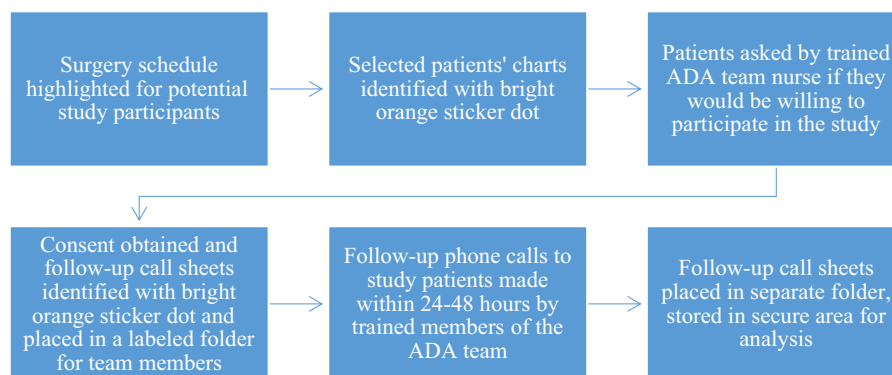 Surgery schedule
highlighted for potential
study participants
Selected patients' charts
identified with bright
orange sticker dot
Patients asked by trained
ADA team nurse if they
would be willing to
participate in the study
Consent obtained and
follow-up call sheets
identified with bright
orange sticker dot and
placed in a labeled folder
for team members
Follow-up phone calls to
study patients made
within 24-48 hours by
trained members of the
ADA team
Follow-up call sheets
placed in separate folder,
stored in secure area for
analysis